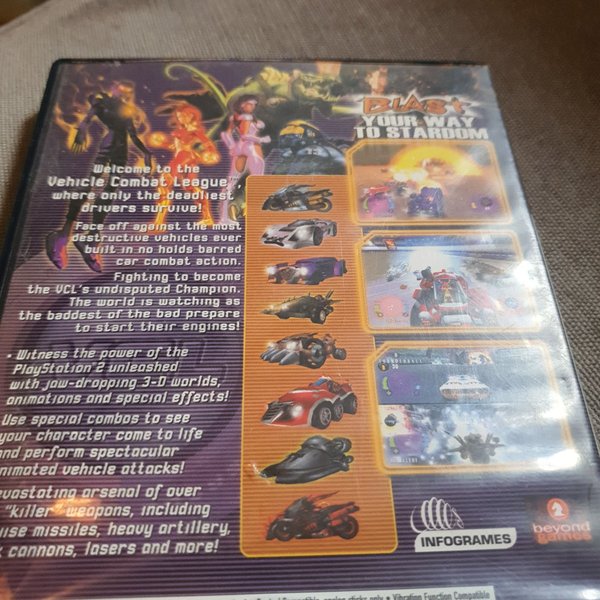 BLAST
YOUR WAY
TO STARDOM
Welcome to the
Vehicle Combat League™,
where only the deadliest
drivers survive!
Face off against the most
destructive vehicles ever
built in no holds-barred
car combat action.
Fighting to become
the VCL's undisputed Champion.
The world is watching as
the baddest of the bad prepare
to start their engines!
• Witness the power of the
PlayStation 2 unleashed
with jaw-dropping 3-D worlds,
animations and special effects!
Use special combos to see
your character come to life
and perform spectacular
animated vehicle attacks!
evastating arsenal of over
"killer" weapons, including
ise missiles, heavy artillery,
cannons, lasers and more!
INFOGRAMES
beyond
games
analog sticks only • Vibration Function Compatible